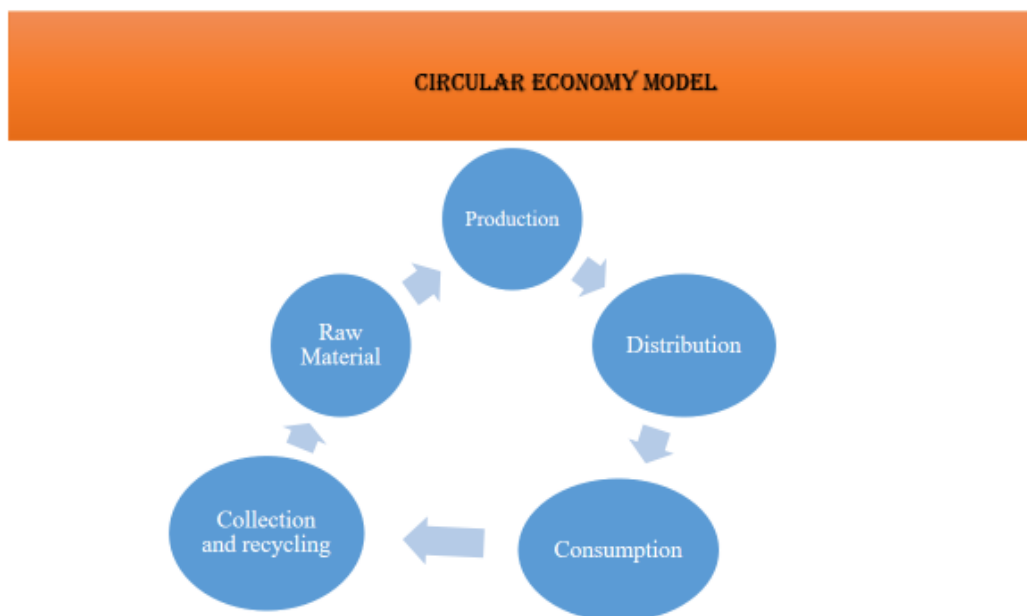 CIRCULAR ECONOMY MODEL
Production
Distribution
Consumption
Collection
and recycling
Raw
Material